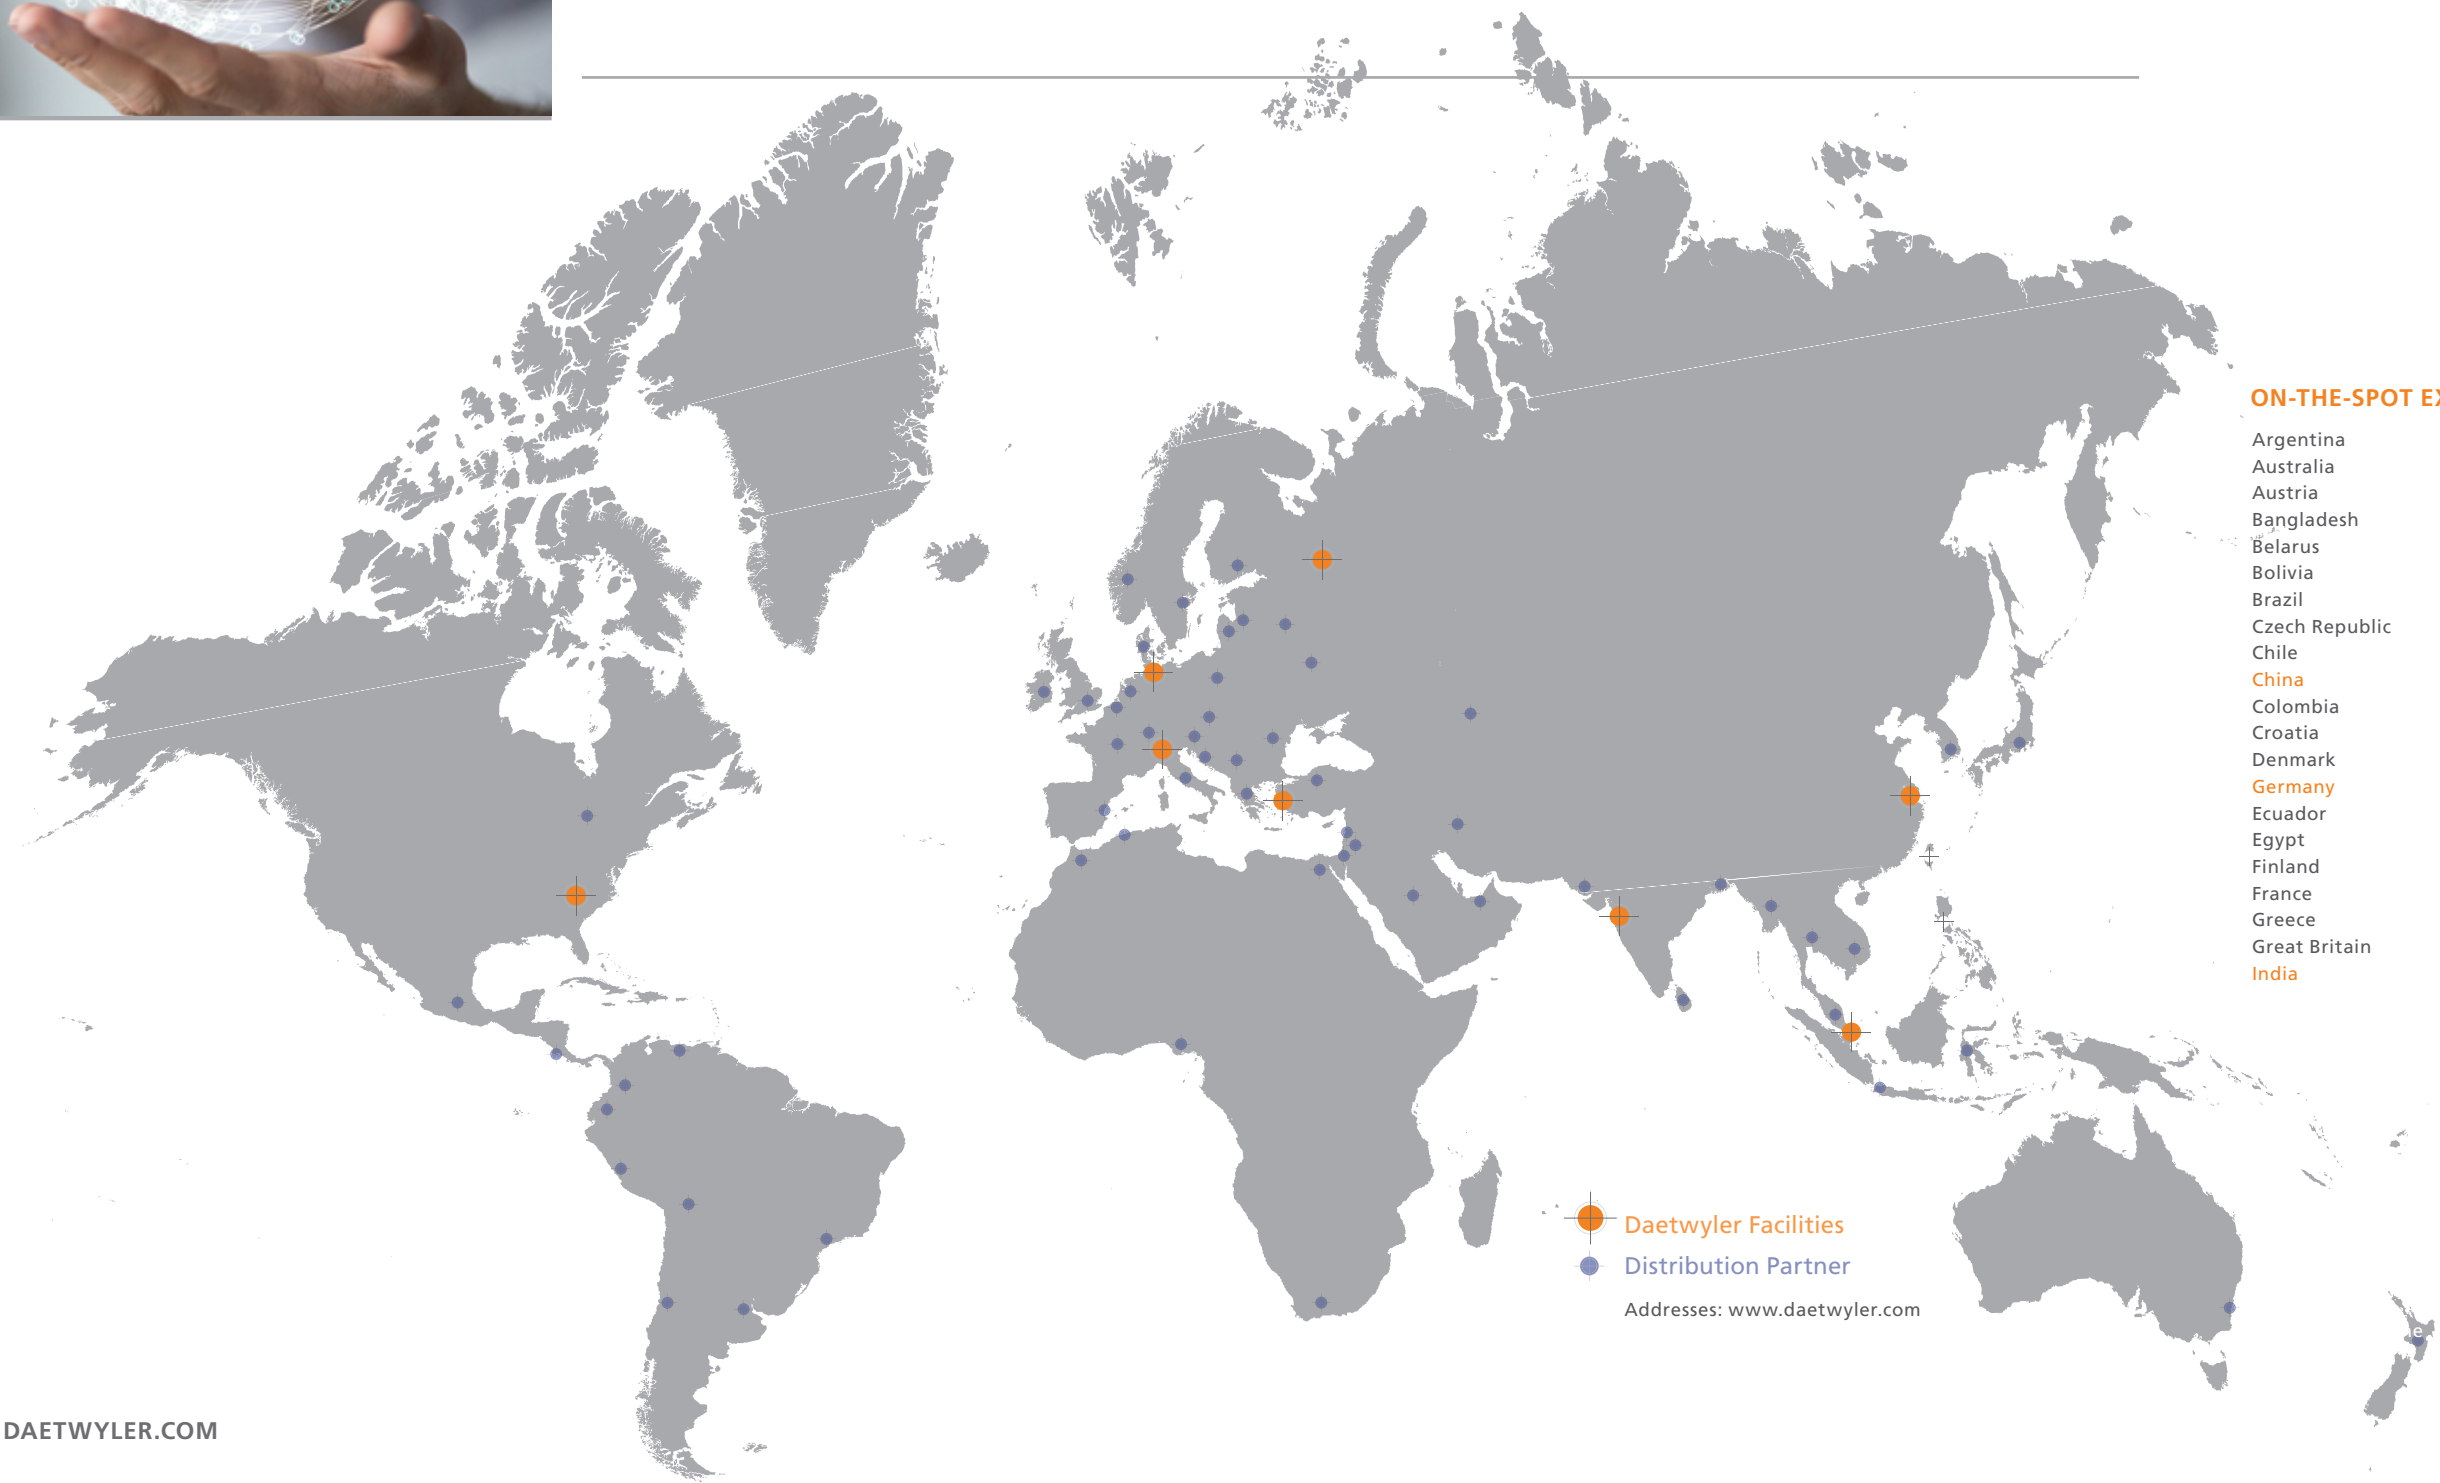 ON-THE-SPOT EX
Argentina
Australia
Austria
Bangladesh
Belarus
Bolivia
Brazil
Czech Republic
Chile
China
Colombia
Croatia
Denmark
Germany
Ecuador
Egypt
Finland
France
Greece
Great Britain
India
Daetwyler Facilities
Distribution Partner
Addresses: www.daetwyler.com
e
DAETWYLER.COM